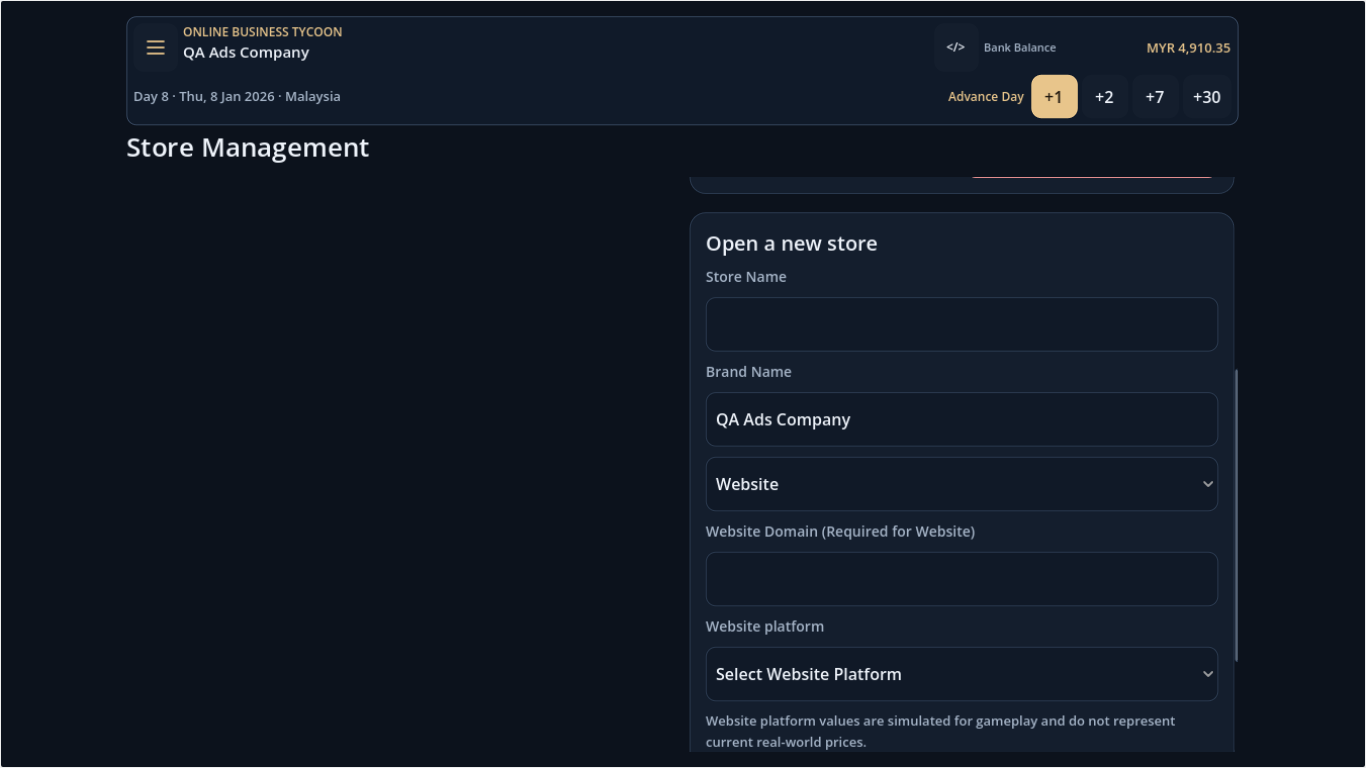 ONLINE BUSINESS TYCOON
QA Ads Company
</>
Bank Balance
MYR 4,910.35
Day 8 · Thu, 8 Jan 2026 · Malaysia
Advance Day
+1
+2
+7
+30
Store Management
Open a new store
Store Name
Brand Name
QA Ads Company
Website
Website Domain (Required for Website)
Website platform
Select Website Platform
Website platform values are simulated for gameplay and do not represent
current real-world prices.